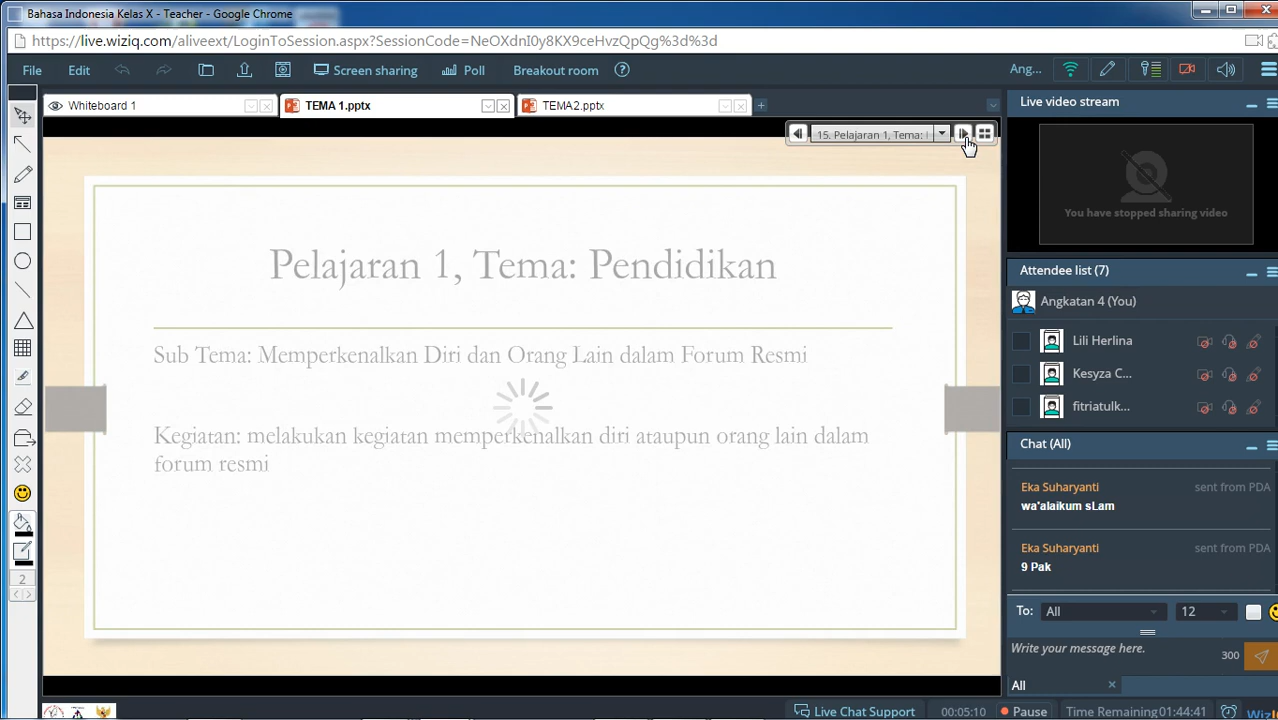 Bahasa Indonesia Kelas X - Teacher - Google Chrome
https://live.wiziq.com/aliveext/LoginToSession.aspx?SessionCode=NeOXdnI0y8KX9ceHvzQpQg%3d%3d
File Edit Screen sharing Poll Breakout room ? Ang...
Whiteboard 1 TEMA 1.pptx TEMA2.pptx +
15. Pelajaran 1, Tema:
Pelajaran 1, Tema: Pendidikan
Sub Tema: Memperkenalkan Diri dan Orang Lain dalam Forum Resmi
Kegiatan: melakukan kegiatan memperkenalkan diri ataupun orang lain dalam
forum resmi
2
Live video stream
You have stopped sharing video
Attendee list (7)
Angkatan 4 (You)
Lili Herlina
Kesyza C...
fitriatulk...
Chat (All)
Eka Suharyanti sent from PDA
wa'alaikum sLam
Eka Suharyanti sent from PDA
9 Pak
To: All 12
Write your message here. 300
All
Live Chat Support 00:05:10 Pause Time Remaining 01:44:41